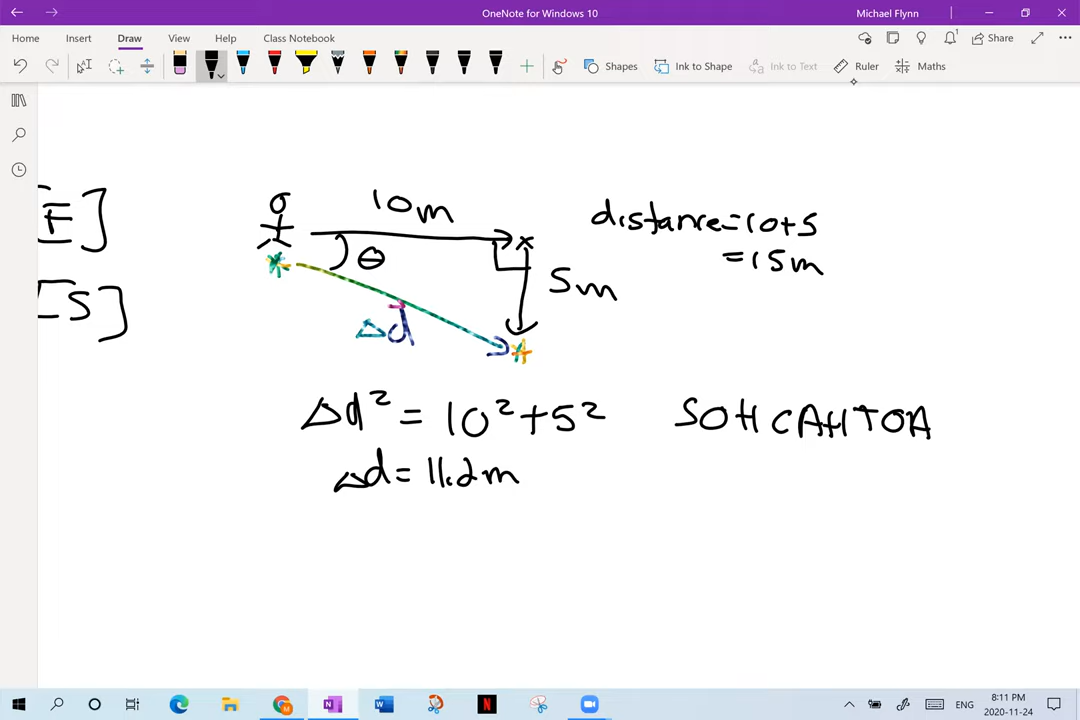 OneNote for Windows 10
Michael Flynn
Home Insert Draw View Help Class Notebook
Share
Shapes Ink to Shape Ink to Text Ruler Maths
[E]
10m
distance=10+5
=15m
θ
[S]
5m
Δd
Δd² = 10² + 5²
SOH CAH TOA
Δd = 11.2m
ENG
8:11 PM
2020-11-24